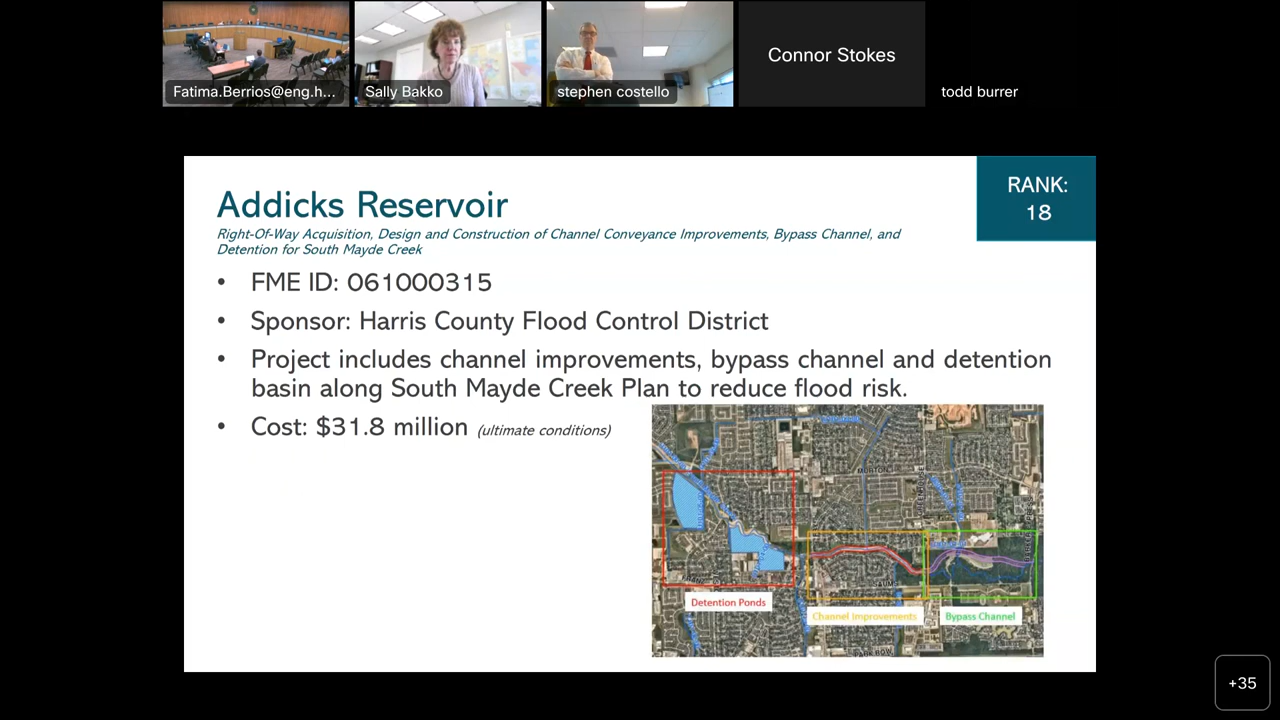 Fatima.Berrios@eng.h...
Sally Bakko
stephen costello
Connor Stokes
todd burrer
Addicks Reservoir
RANK:
18
Right-Of-Way Acquisition, Design and Construction of Channel Conveyance Improvements, Bypass Channel, and
Detention for South Mayde Creek
• FME ID: 061000315
• Sponsor: Harris County Flood Control District
• Project includes channel improvements, bypass channel and detention
basin along South Mayde Creek Plan to reduce flood risk.
• Cost: $31.8 million (ultimate conditions)
MORTON
Detention Ponds
Channel Improvements
Bypass Channel
PARK ROW
+35